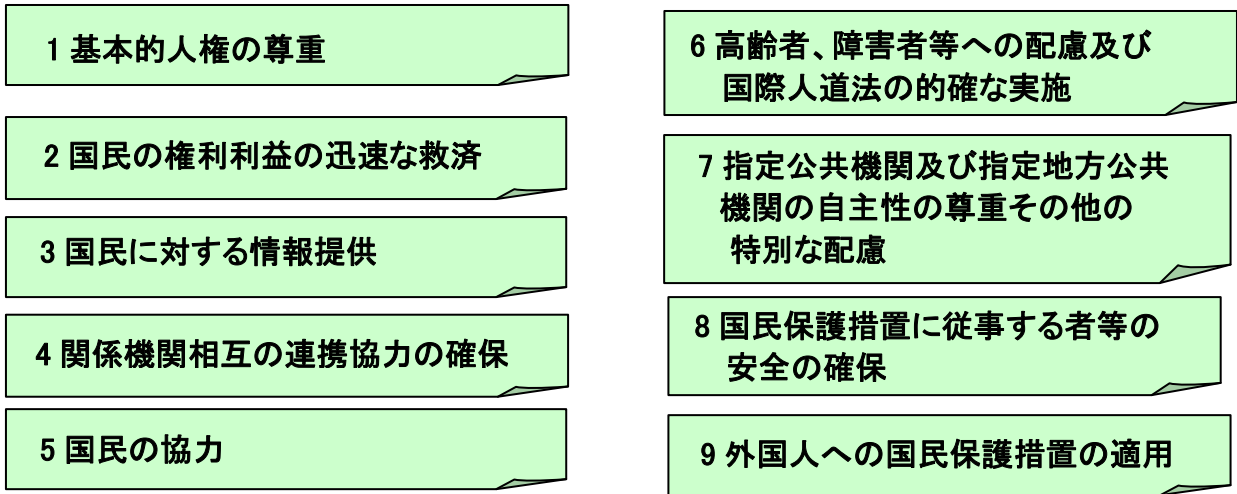 1 基本的人権の尊重
2 国民の権利利益の迅速な救済
3 国民に対する情報提供
4 関係機関相互の連携協力の確保
5 国民の協力
6 高齢者、障害者等への配慮及び
国際人道法の的確な実施
7 指定公共機関及び指定地方公共
機関の自主性の尊重その他の
特別な配慮
8 国民保護措置に従事する者等の
安全の確保
9 外国人への国民保護措置の適用